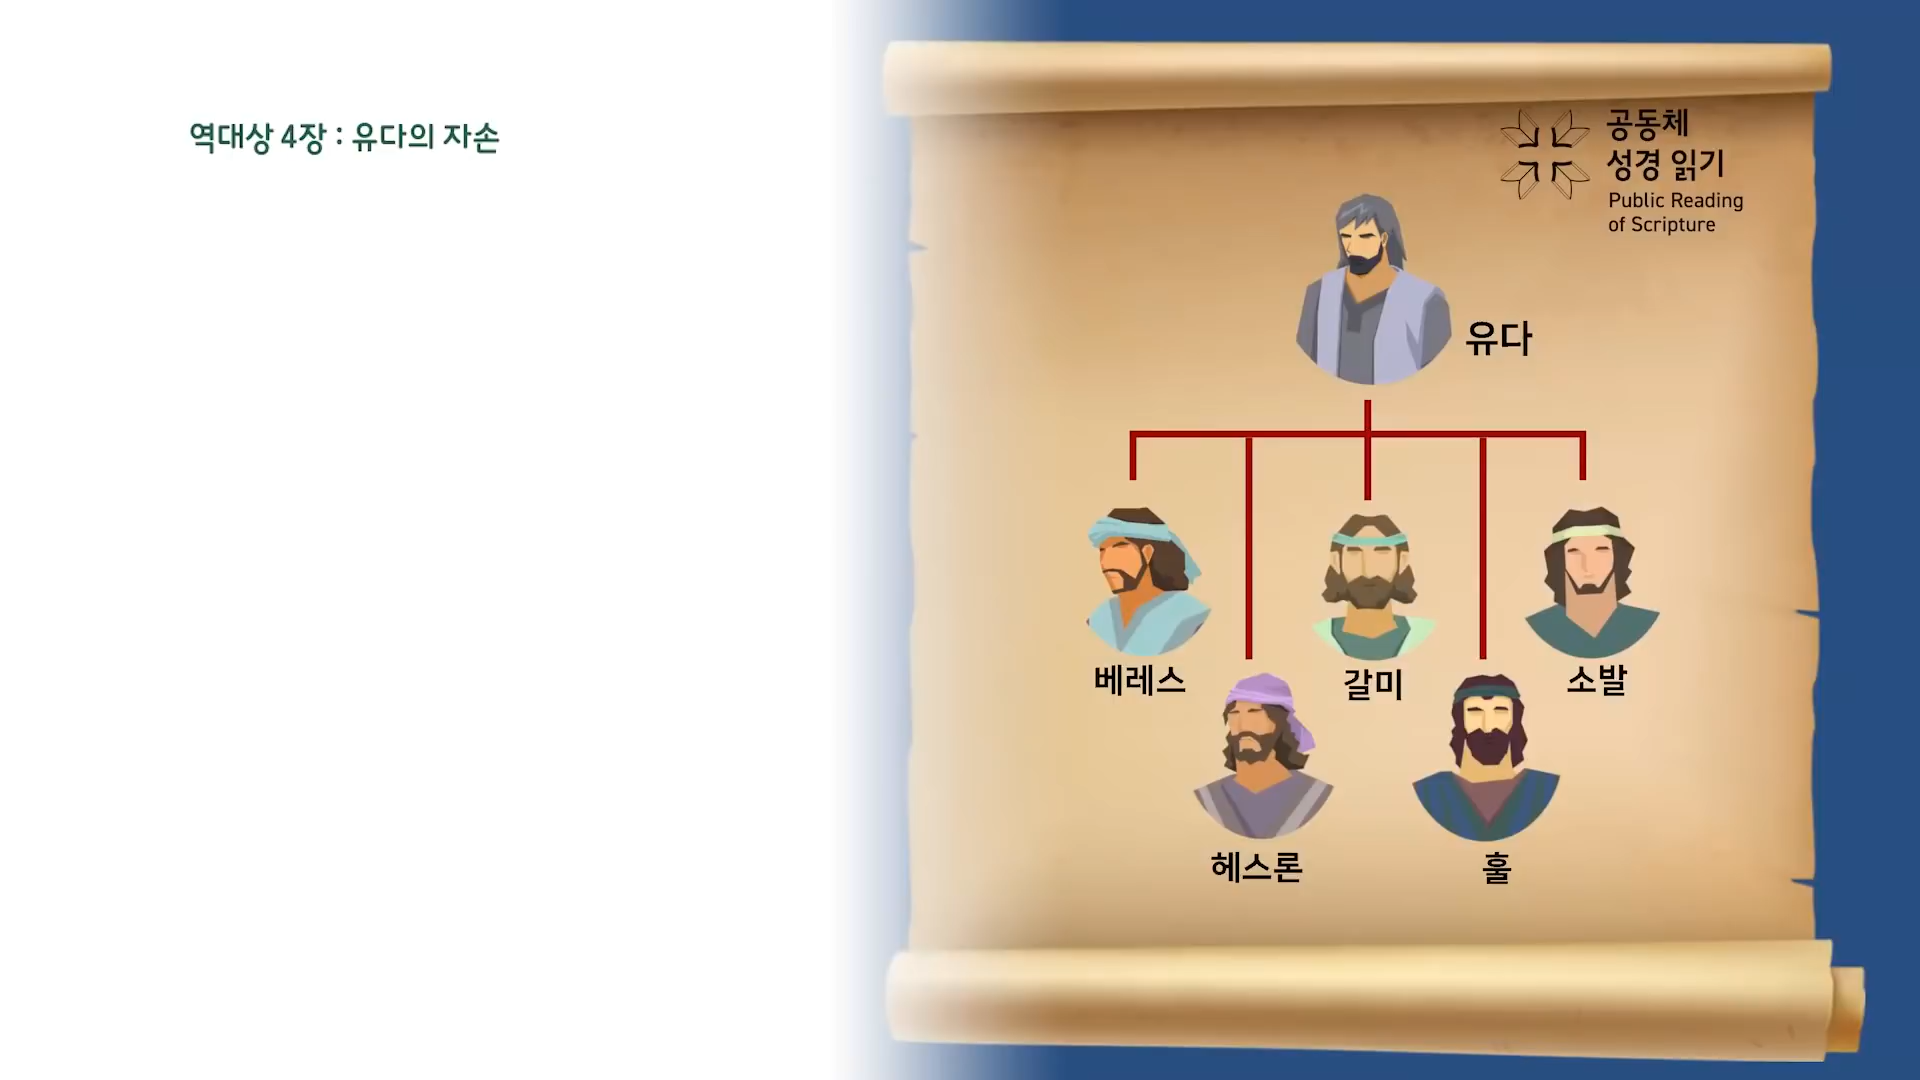 역대상 4장 : 유다의 자손
공동체
성경 읽기
Public Reading
of Scripture
유다
베레스
갈미
소발
헤스론
훌